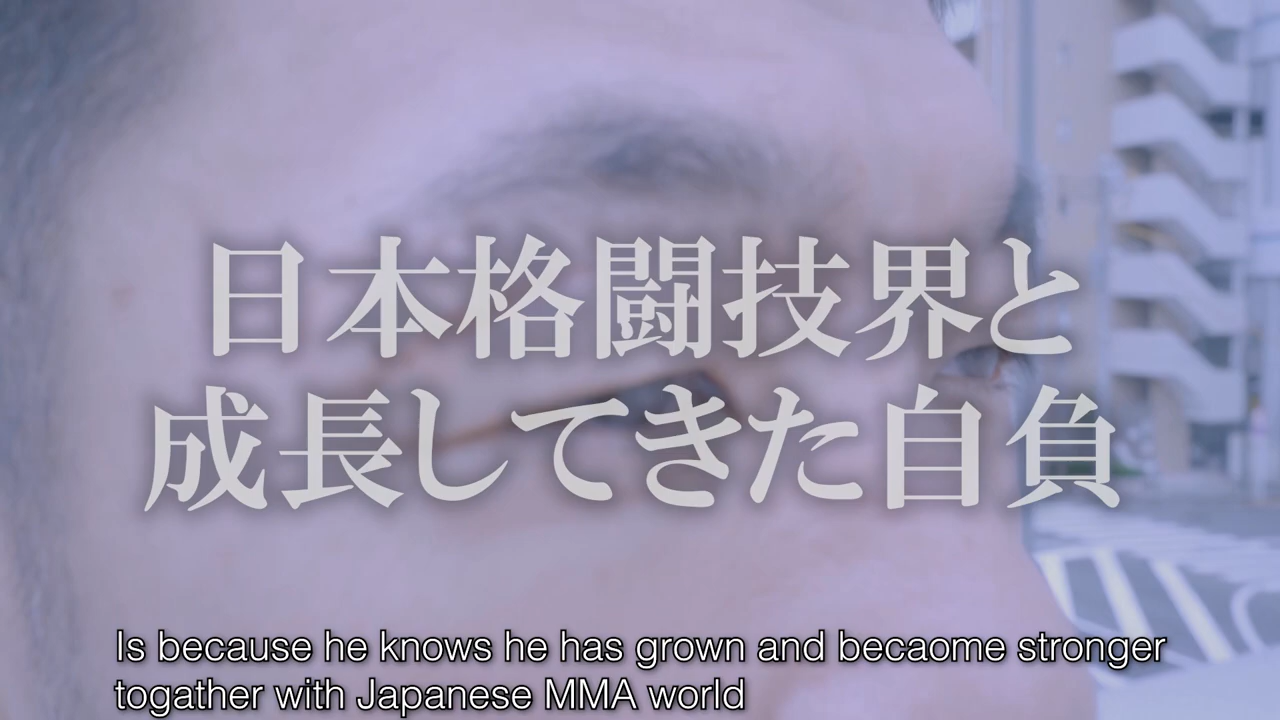 日本格闘技界と
成長してきた自負
Is because he knows he has grown and becaome stronger
togather with Japanese MMA world